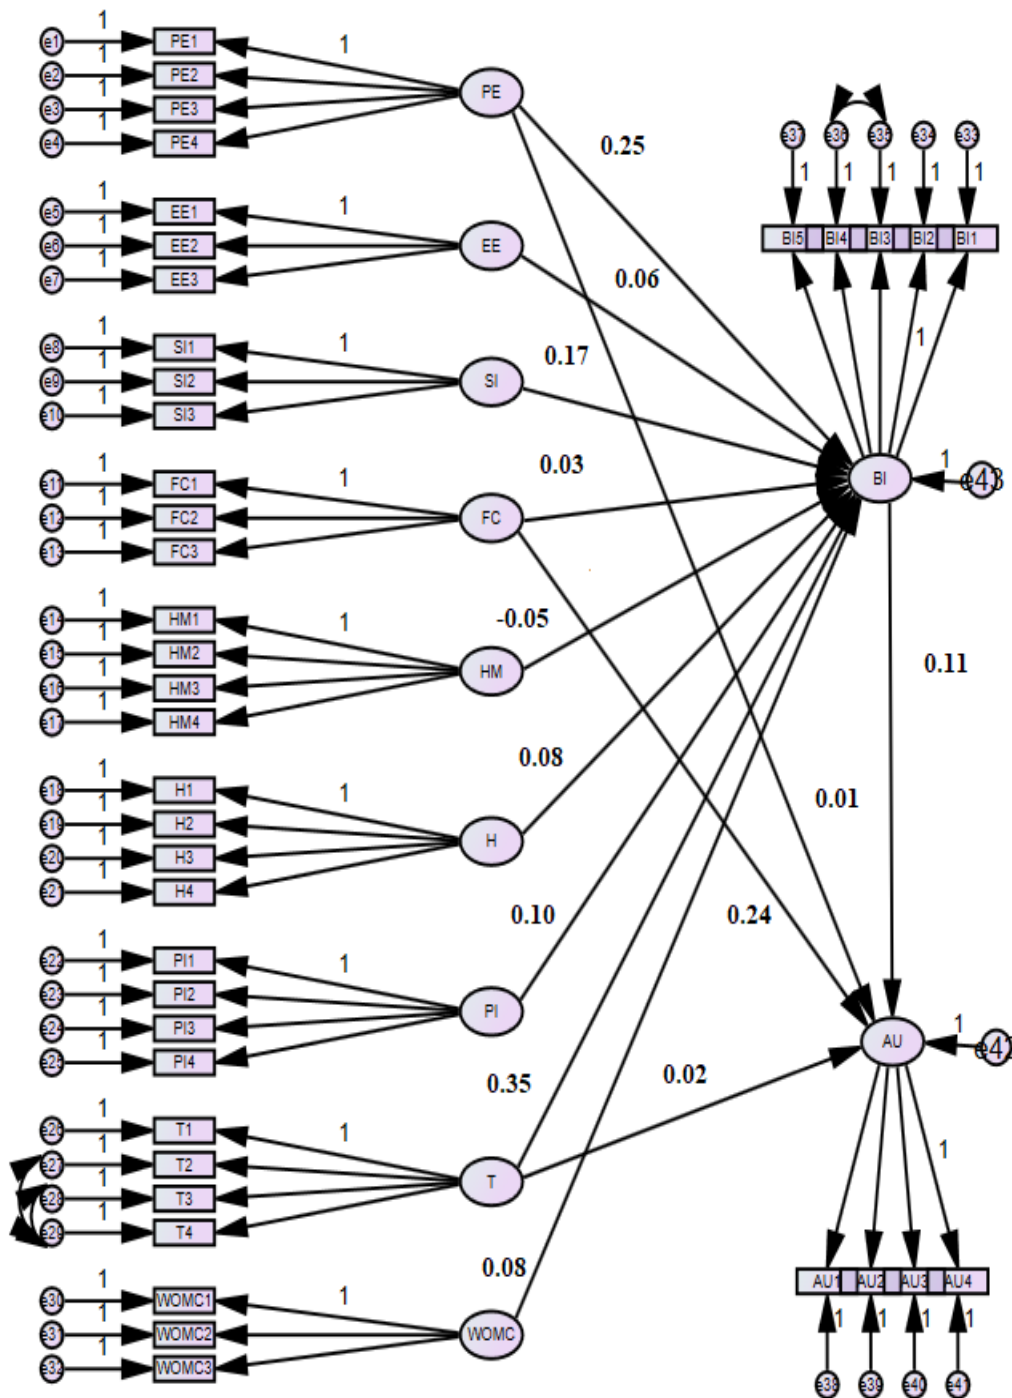 1
e1 PE1
1
e2 PE2
1
e3 PE3
1
e4 PE4
1
PE
1
e5 EE1
1
e6 EE2
1
e7 EE3
1
EE
1
e8 SI1
1
e9 SI2
1
e10 SI3
1
SI
1
e11 FC1
1
e12 FC2
1
e13 FC3
1
FC
1
e14 HM1
1
e15 HM2
1
e16 HM3
1
e17 HM4
1
HM
1
e18 H1
1
e19 H2
1
e20 H3
1
e21 H4
1
H
1
e22 PI1
1
e23 PI2
1
e24 PI3
1
e25 PI4
1
PI
1
e26 T1
1
e27 T2
1
e28 T3
1
e29 T4
1
T
1
e30 WOMC1
1
e31 WOMC2
1
e32 WOMC3
1
WOMC
0.25
0.06
0.17
0.03
-0.05
0.08
0.10
0.35
0.08
0.01
0.24
0.02
0.11
e37 e36 e35 e34 e33
1 1 1 1 1
BI5 BI4 BI3 BI2 BI1
1
BI 1 e43
AU 1 e42
1
AU1 AU2 AU3 AU4
1 1 1 1
e38 e39 e40 e41